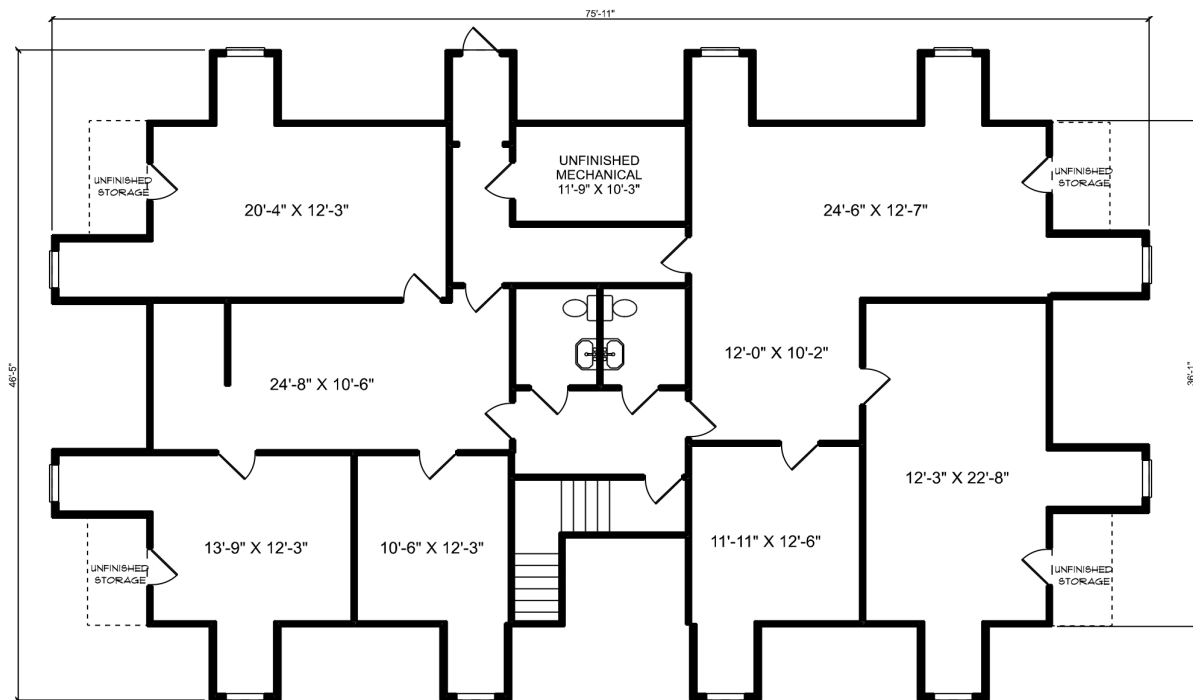 75'-11"
UNFINISHED
MECHANICAL
11'-9" X 10'-3"
UNFINISHED
STORAGE
20'-4" X 12'-3"
24'-6" X 12'-7"
UNFINISHED
STORAGE
12'-0" X 10'-2"
24'-8" X 10'-6"
46'-5"
36'-1"
12'-3" X 22'-8"
13'-9" X 12'-3"
10'-6" X 12'-3"
11'-11" X 12'-6"
UNFINISHED
STORAGE
UNFINISHED
STORAGE